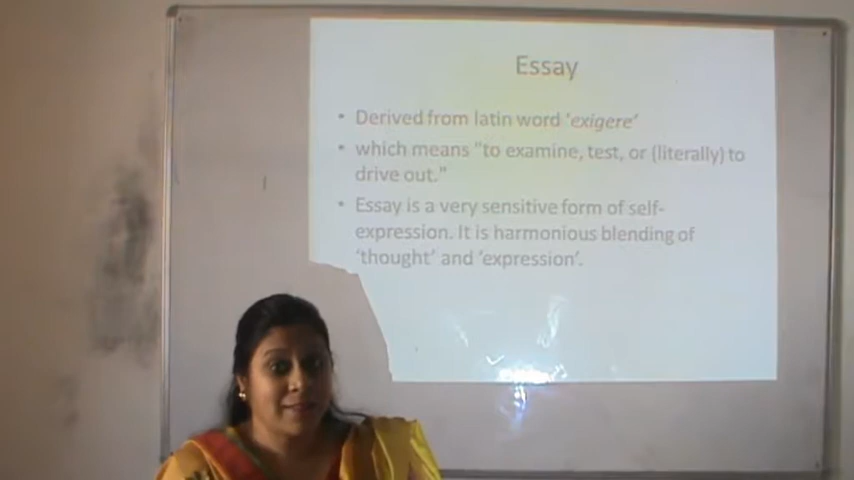 Essay
• Derived from latin word 'exigere'
• which means "to examine, test, or (literally) to
drive out."
• Essay is a very sensitive form of self-
expression. It is harmonious blending of
'thought' and 'expression'.